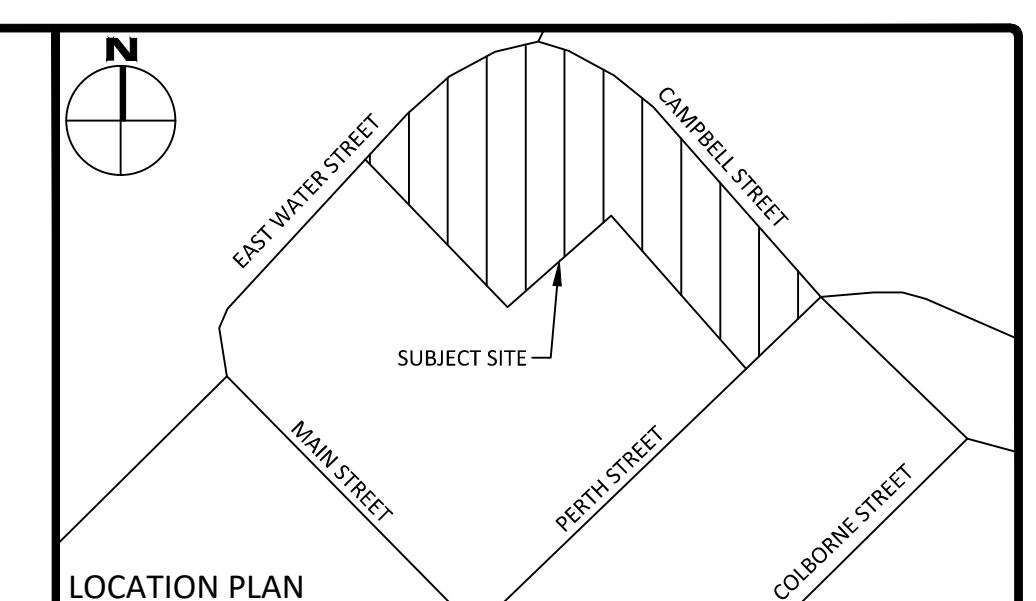 N
EAST WATER STREET
CAMPBELL STREET
SUBJECT SITE
MAIN STREET
PERTH STREET
COLBORNE STREET
LOCATION PLAN